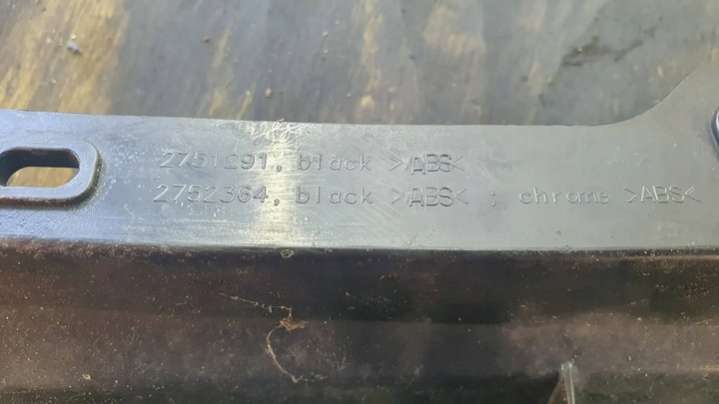 2751291, black >ABS<
2752364, black >ABS< ; chrome >ABS<